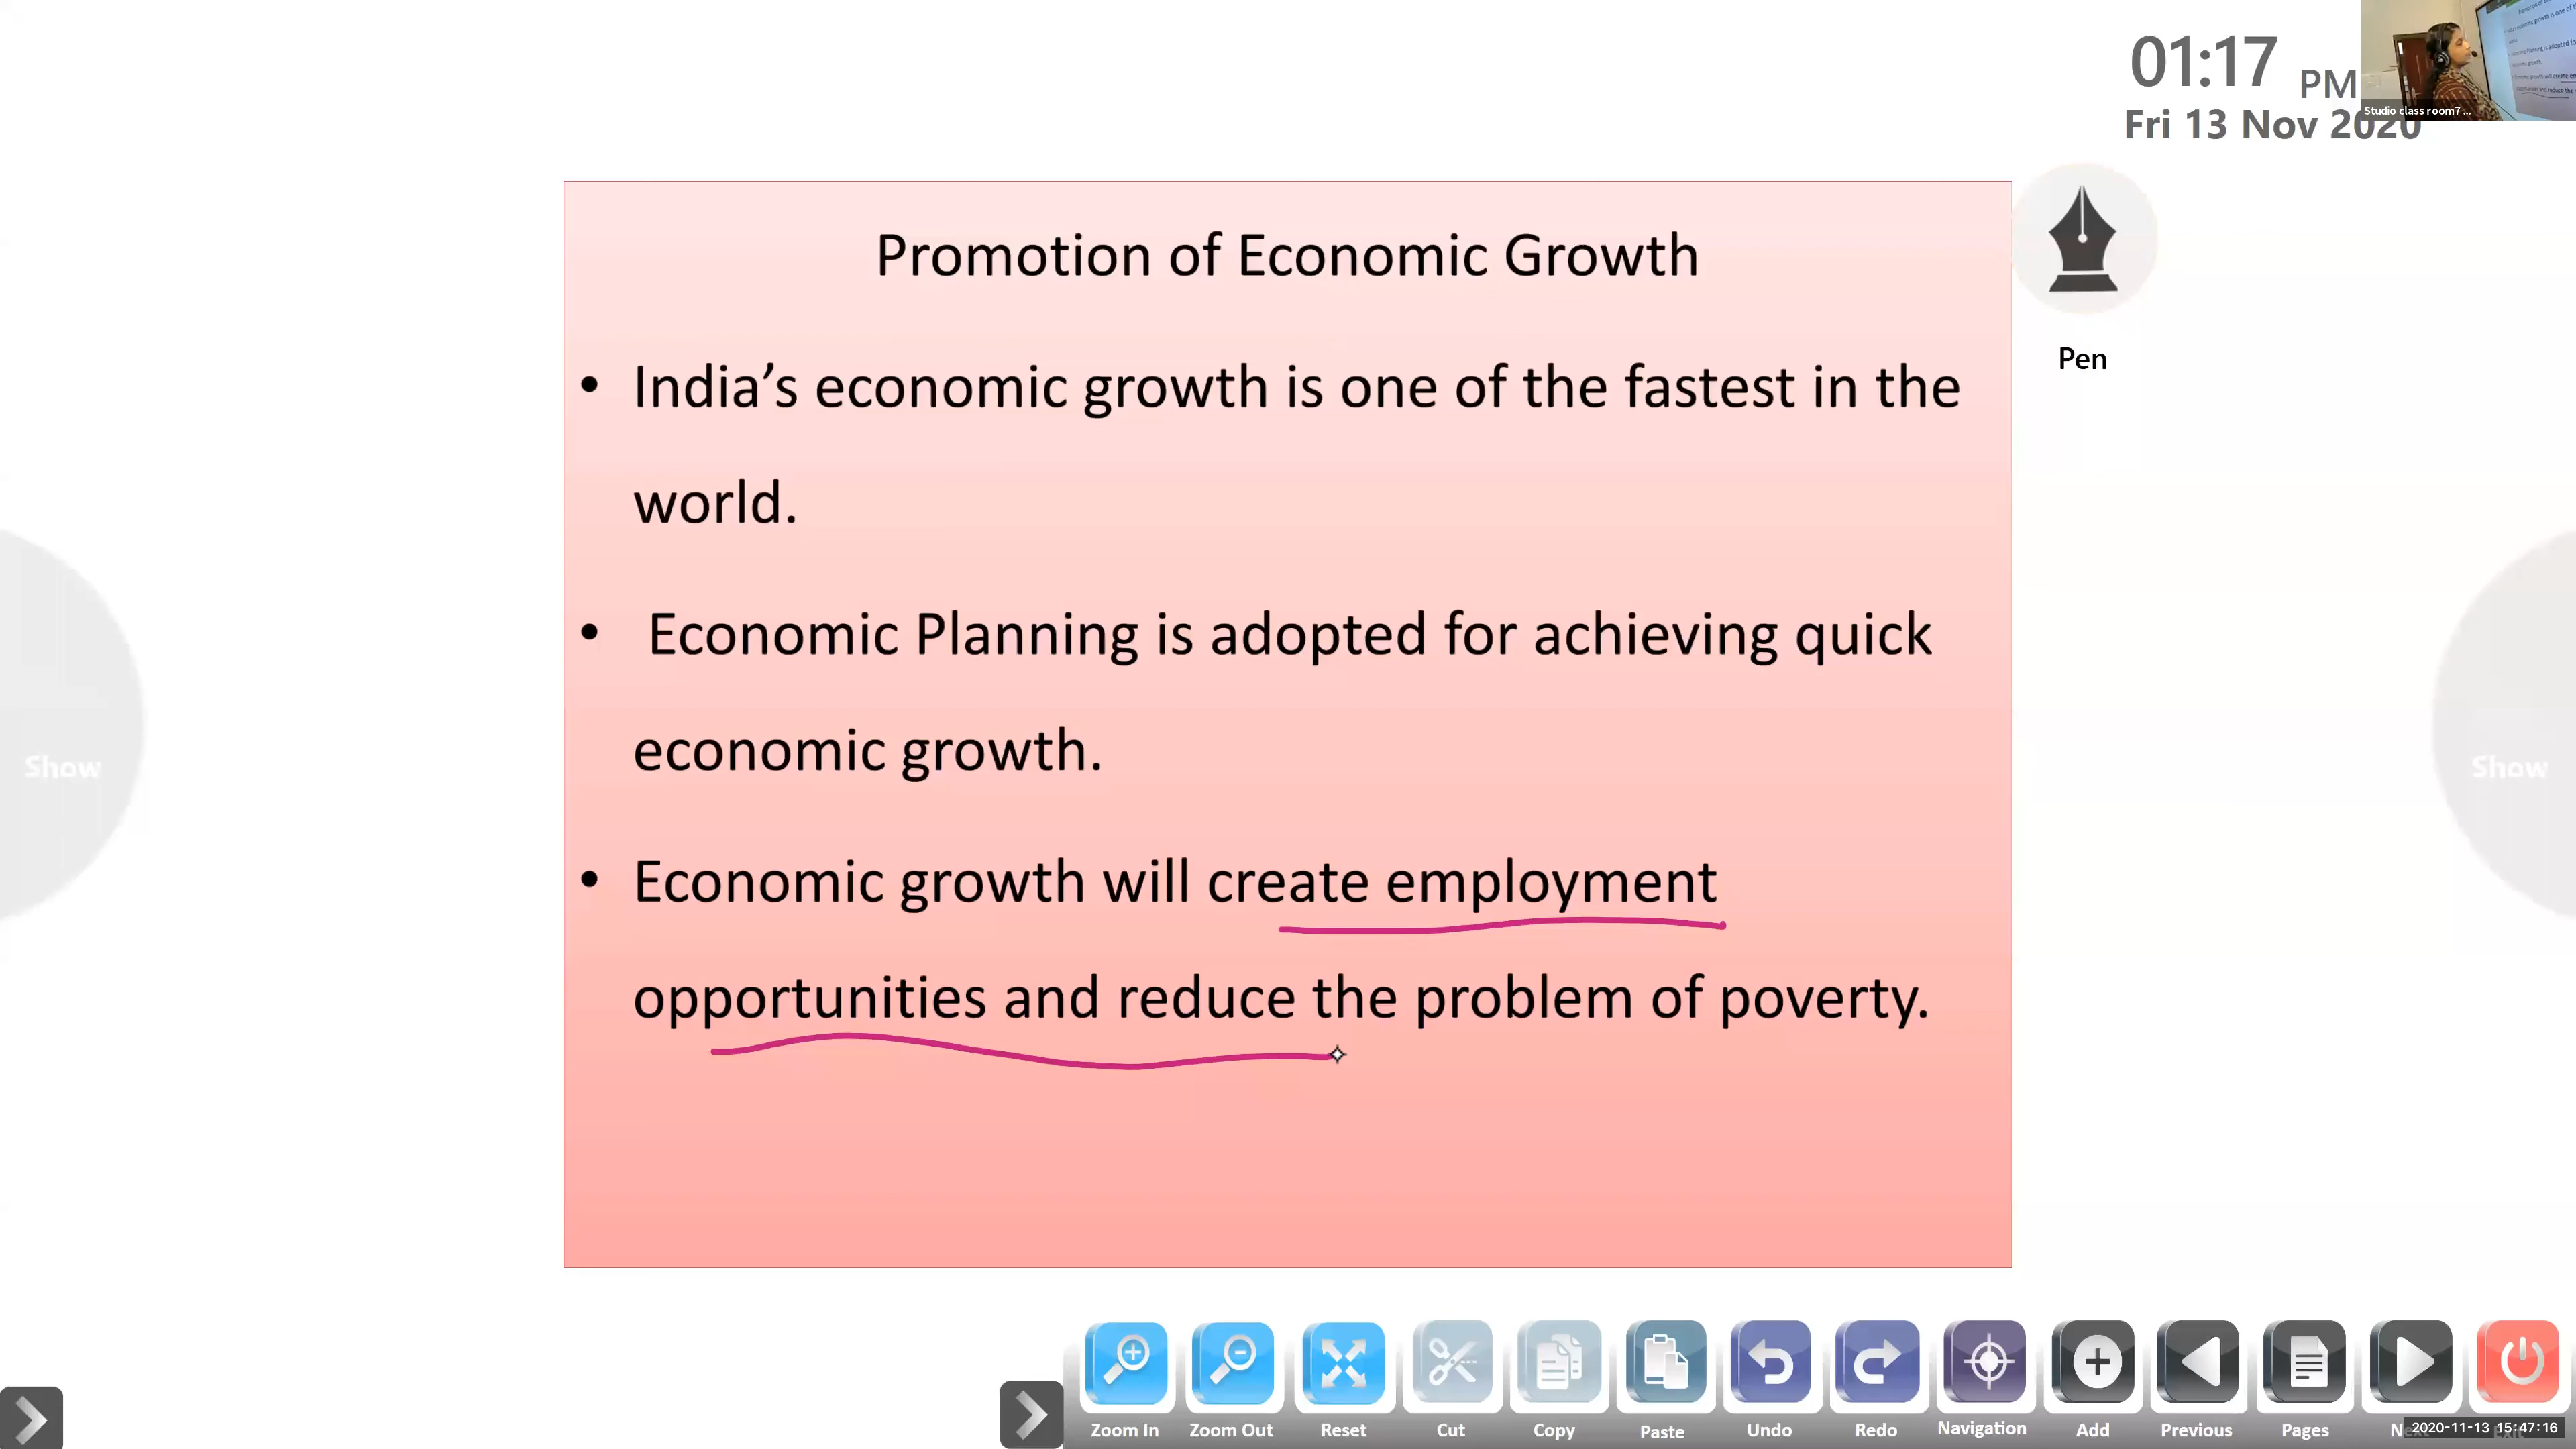 01:17 PM
Fri 13 Nov 2020
Studio class room7 ...
Pen
Promotion of Economic Growth
• India’s economic growth is one of the fastest in the
world.
• Economic Planning is adopted for achieving quick
economic growth.
• Economic growth will create employment
opportunities and reduce the problem of poverty.
Show
Show
Zoom In
Zoom Out
Reset
Cut
Copy
Paste
Undo
Redo
Navigation
Add
Previous
Pages
2020-11-13 15:47:16